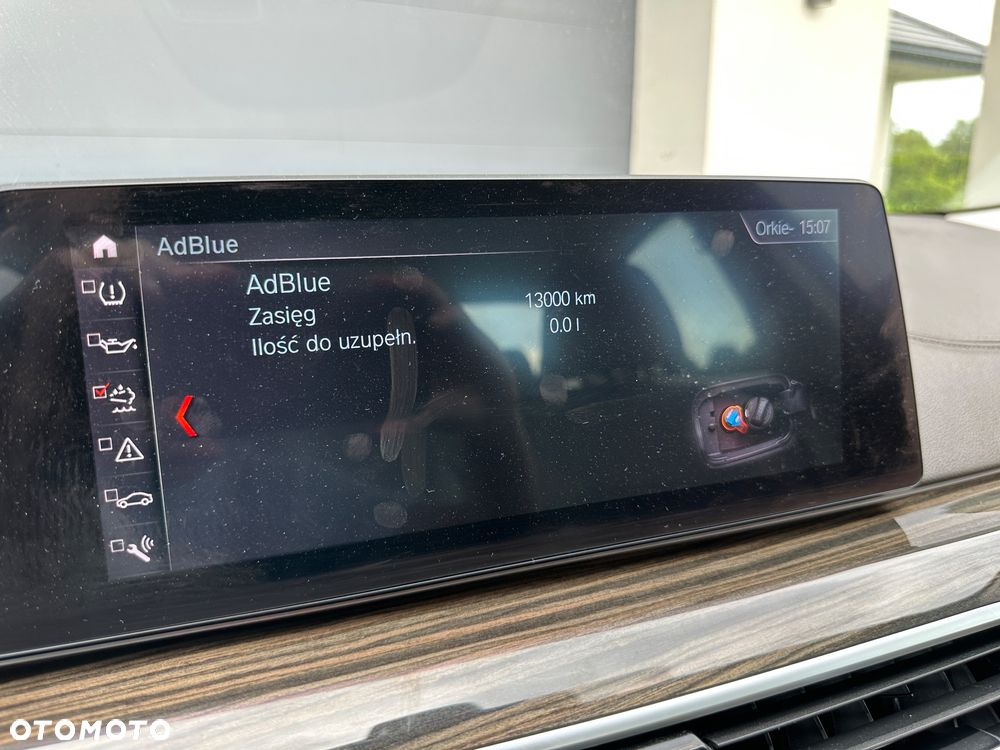 AdBlue
Orkie- 15:07
AdBlue
Zasięg 13000 km
Ilość do uzupełn. 0.0 l
OTOMOTO